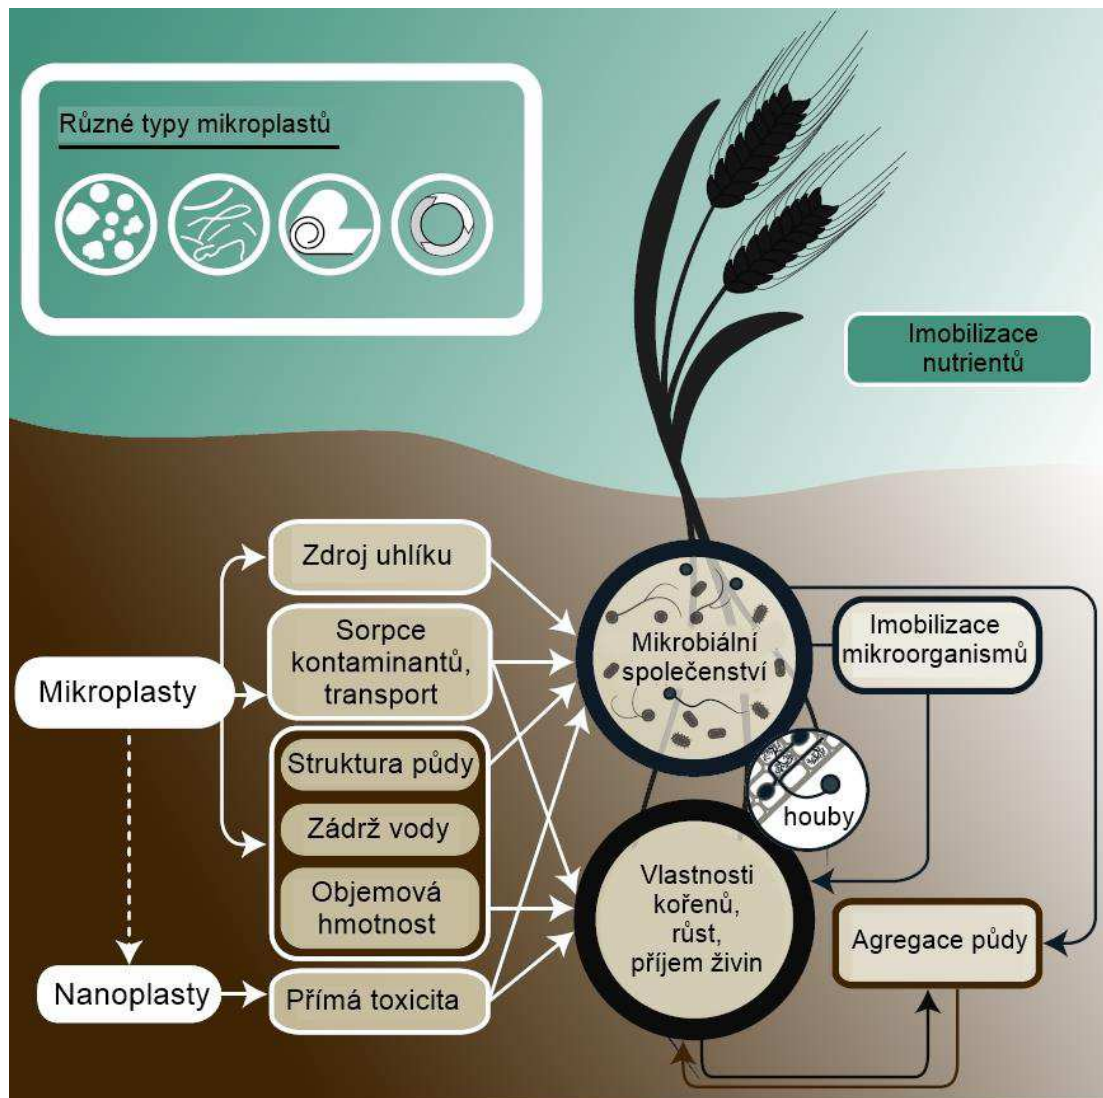 Různé typy mikroplastů
Imobilizace
nutrientů
Zdroj uhlíku
Sorpce
kontaminantů,
transport
Mikroplasty
Struktura půdy
Zádrž vody
Objemová
hmotnost
Nanoplasty
Přímá toxicita
Mikrobiální
společenství
Imobilizace
mikroorganismů
houby
Vlastnosti
kořenů,
růst,
příjem živin
Agregace půdy